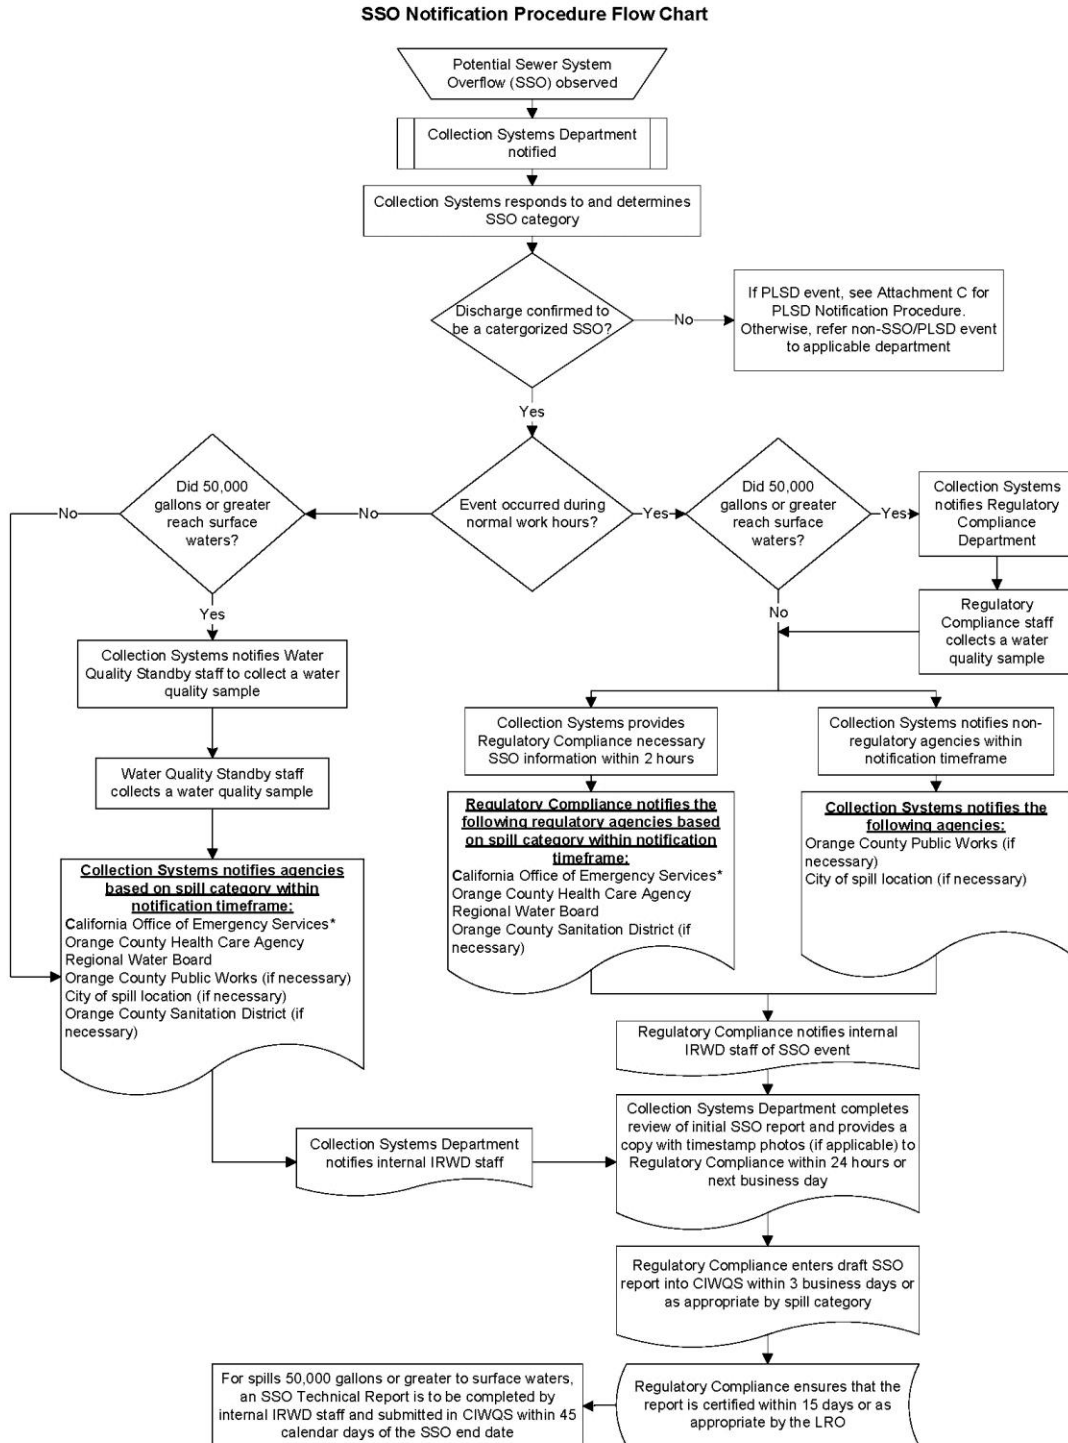 SSO Notification Procedure Flow Chart
Potential Sewer System
Overflow (SSO) observed
Collection Systems Department
notified
Collection Systems responds to and determines
SSO category
Discharge confirmed to
be a catergorized SSO?
No
If PLSD event, see Attachment C for
PLSD Notification Procedure.
Otherwise, refer non-SSO/PLSD event
to applicable department
Yes
Event occurred during
normal work hours?
No
Did 50,000
gallons or greater
reach surface
waters?
No
Yes
Collection Systems notifies Water
Quality Standby staff to collect a water
quality sample
Water Quality Standby staff
collects a water quality sample
Collection Systems notifies agencies
based on spill category within
notification timeframe:
California Office of Emergency Services*
Orange County Health Care Agency
Regional Water Board
Orange County Public Works (if necessary)
City of spill location (if necessary)
Orange County Sanitation District (if
necessary)
Collection Systems Department
notifies internal IRWD staff
Yes
Did 50,000
gallons or greater
reach surface
waters?
Yes
Collection Systems
notifies Regulatory
Compliance
Department
Regulatory
Compliance staff
collects a water
quality sample
No
Collection Systems provides
Regulatory Compliance necessary
SSO information within 2 hours
Collection Systems notifies non-
regulatory agencies within
notification timeframe
Regulatory Compliance notifies the
following regulatory agencies based
on spill category within notification
timeframe:
California Office of Emergency Services*
Orange County Health Care Agency
Regional Water Board
Orange County Sanitation District (if
necessary)
Collection Systems notifies the
following agencies:
Orange County Public Works (if
necessary)
City of spill location (if necessary)
Regulatory Compliance notifies internal
IRWD staff of SSO event
Collection Systems Department completes
review of initial SSO report and provides a
copy with timestamp photos (if applicable) to
Regulatory Compliance within 24 hours or
next business day
Regulatory Compliance enters draft SSO
report into CIWQS within 3 business days or
as appropriate by spill category
Regulatory Compliance ensures that the
report is certified within 15 days or as
appropriate by the LRO
For spills 50,000 gallons or greater to surface waters,
an SSO Technical Report is to be completed by
internal IRWD staff and submitted in CIWQS within 45
calendar days of the SSO end date